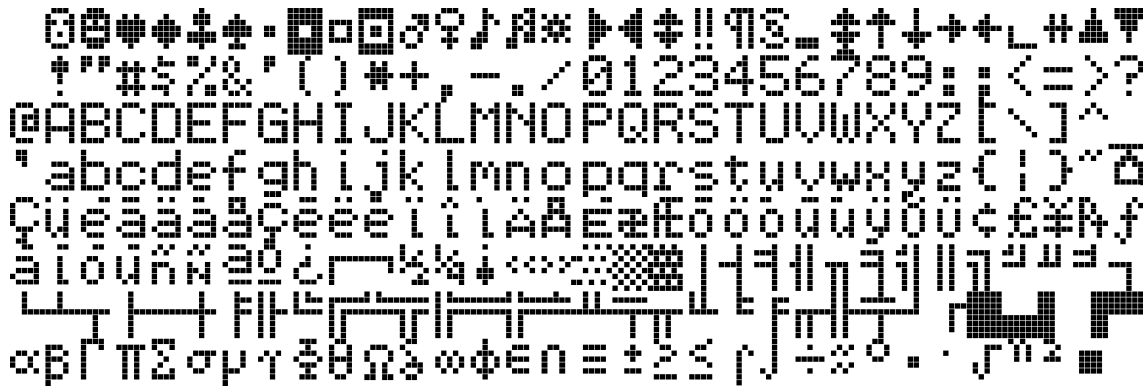 ☺☻♥♦♣♠•◘○◙♂♀♪♫☼►◄↕‼¶§▬↨↑↓→←∟↔▲▼
!"#$%&'()*+,-./0123456789:;<=>?
@ABCDEFGHIJKLMNOPQRSTUVWXYZ[\]^_
`abcdefghijklmnopqrstuvwxyz{|}~⌂
ÇüéâäàåçêëèïîìÄÅÉæÆôöòûùÿÖÜ¢£¥₧ƒ
áíóúñÑªº¿⌐¬½¼¡«»░▒▓│┤╡╢╖╕╣║╗╝╜╛┐
└┴┬├─┼╞╟╚╔╩╦╠═╬╧╨╤╥╙╘╒╓╫╪┘┌█▄▌▐▀
αßΓπΣσµτΦΘΩδ∞φε∩≡±≥≤⌠⌡÷≈°∙·√ⁿ²■